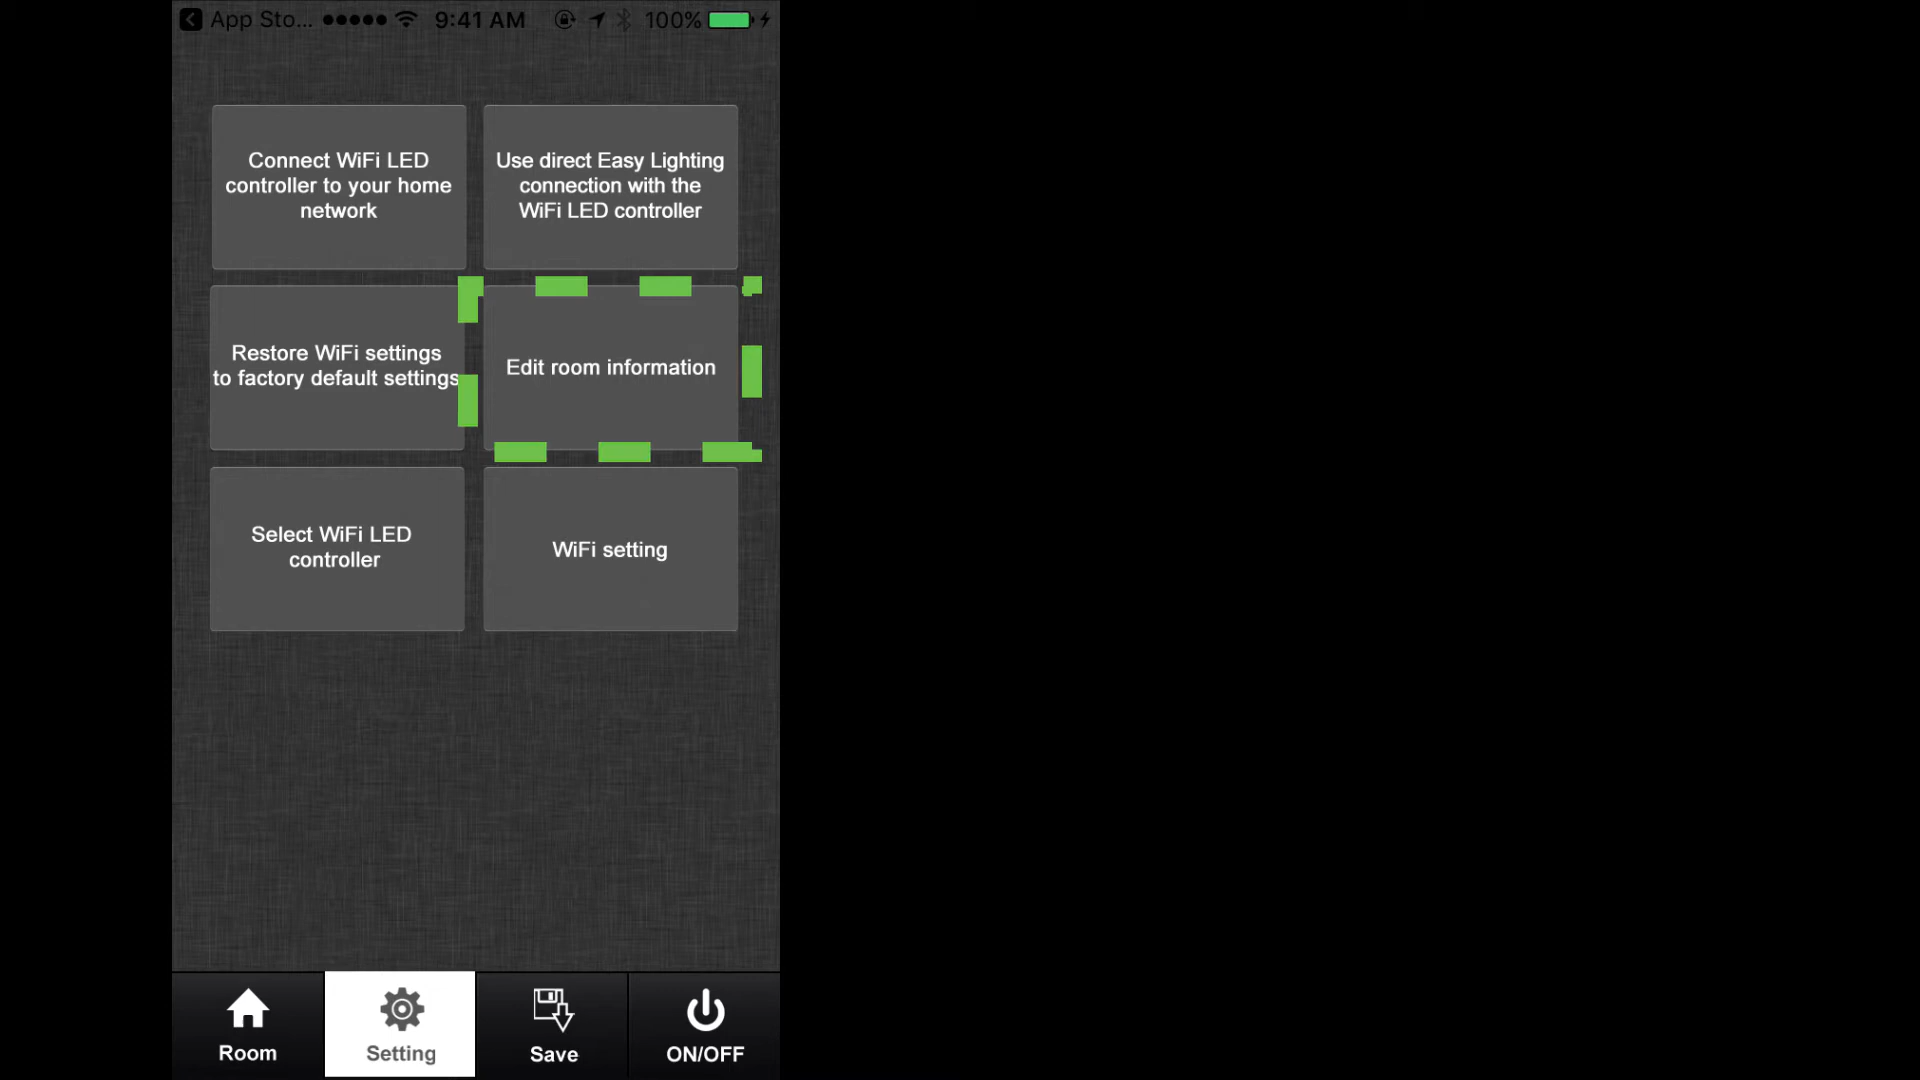 App Sto... 9:41 AM 100%
Connect WiFi LED
controller to your home
network
Use direct Easy Lighting
connection with the
WiFi LED controller
Restore WiFi settings
to factory default settings
Edit room information
Select WiFi LED
controller
WiFi setting
Room
Setting
Save
ON/OFF